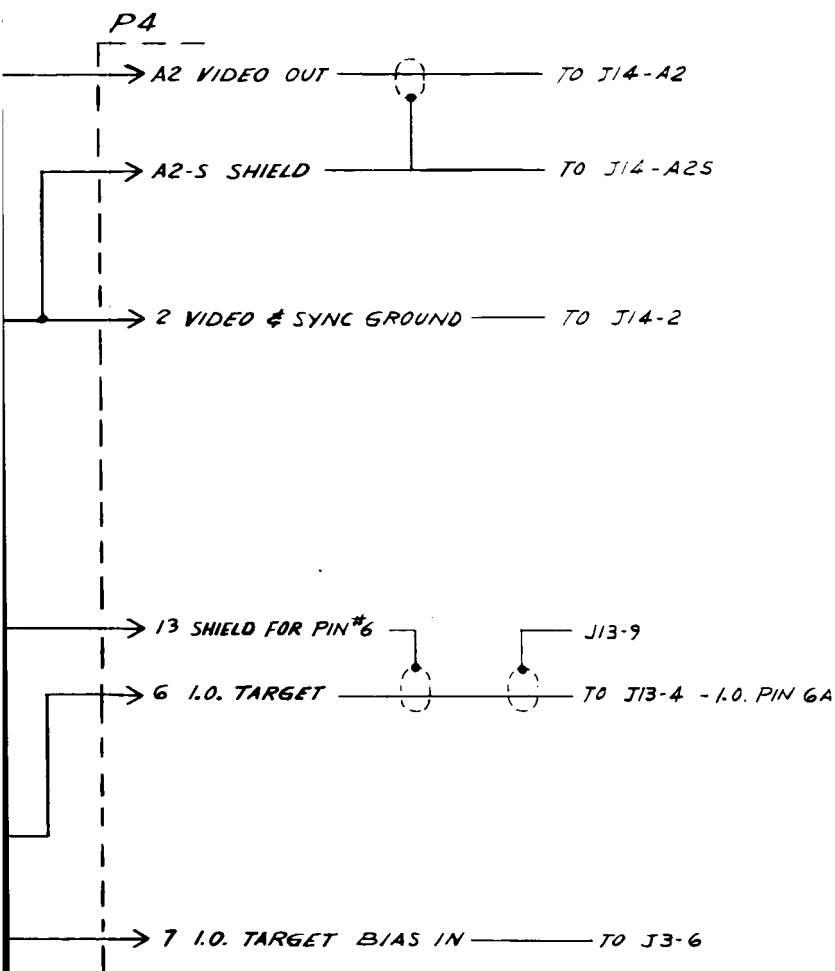 P4
A2 VIDEO OUT TO J14-A2
A2-S SHIELD TO J14-A2S
2 VIDEO & SYNC GROUND TO J14-2
13 SHIELD FOR PIN #6 J13-9
6 I.O. TARGET TO J13-4 - I.O. PIN 6A
7 I.O. TARGET BIAS IN TO J3-6